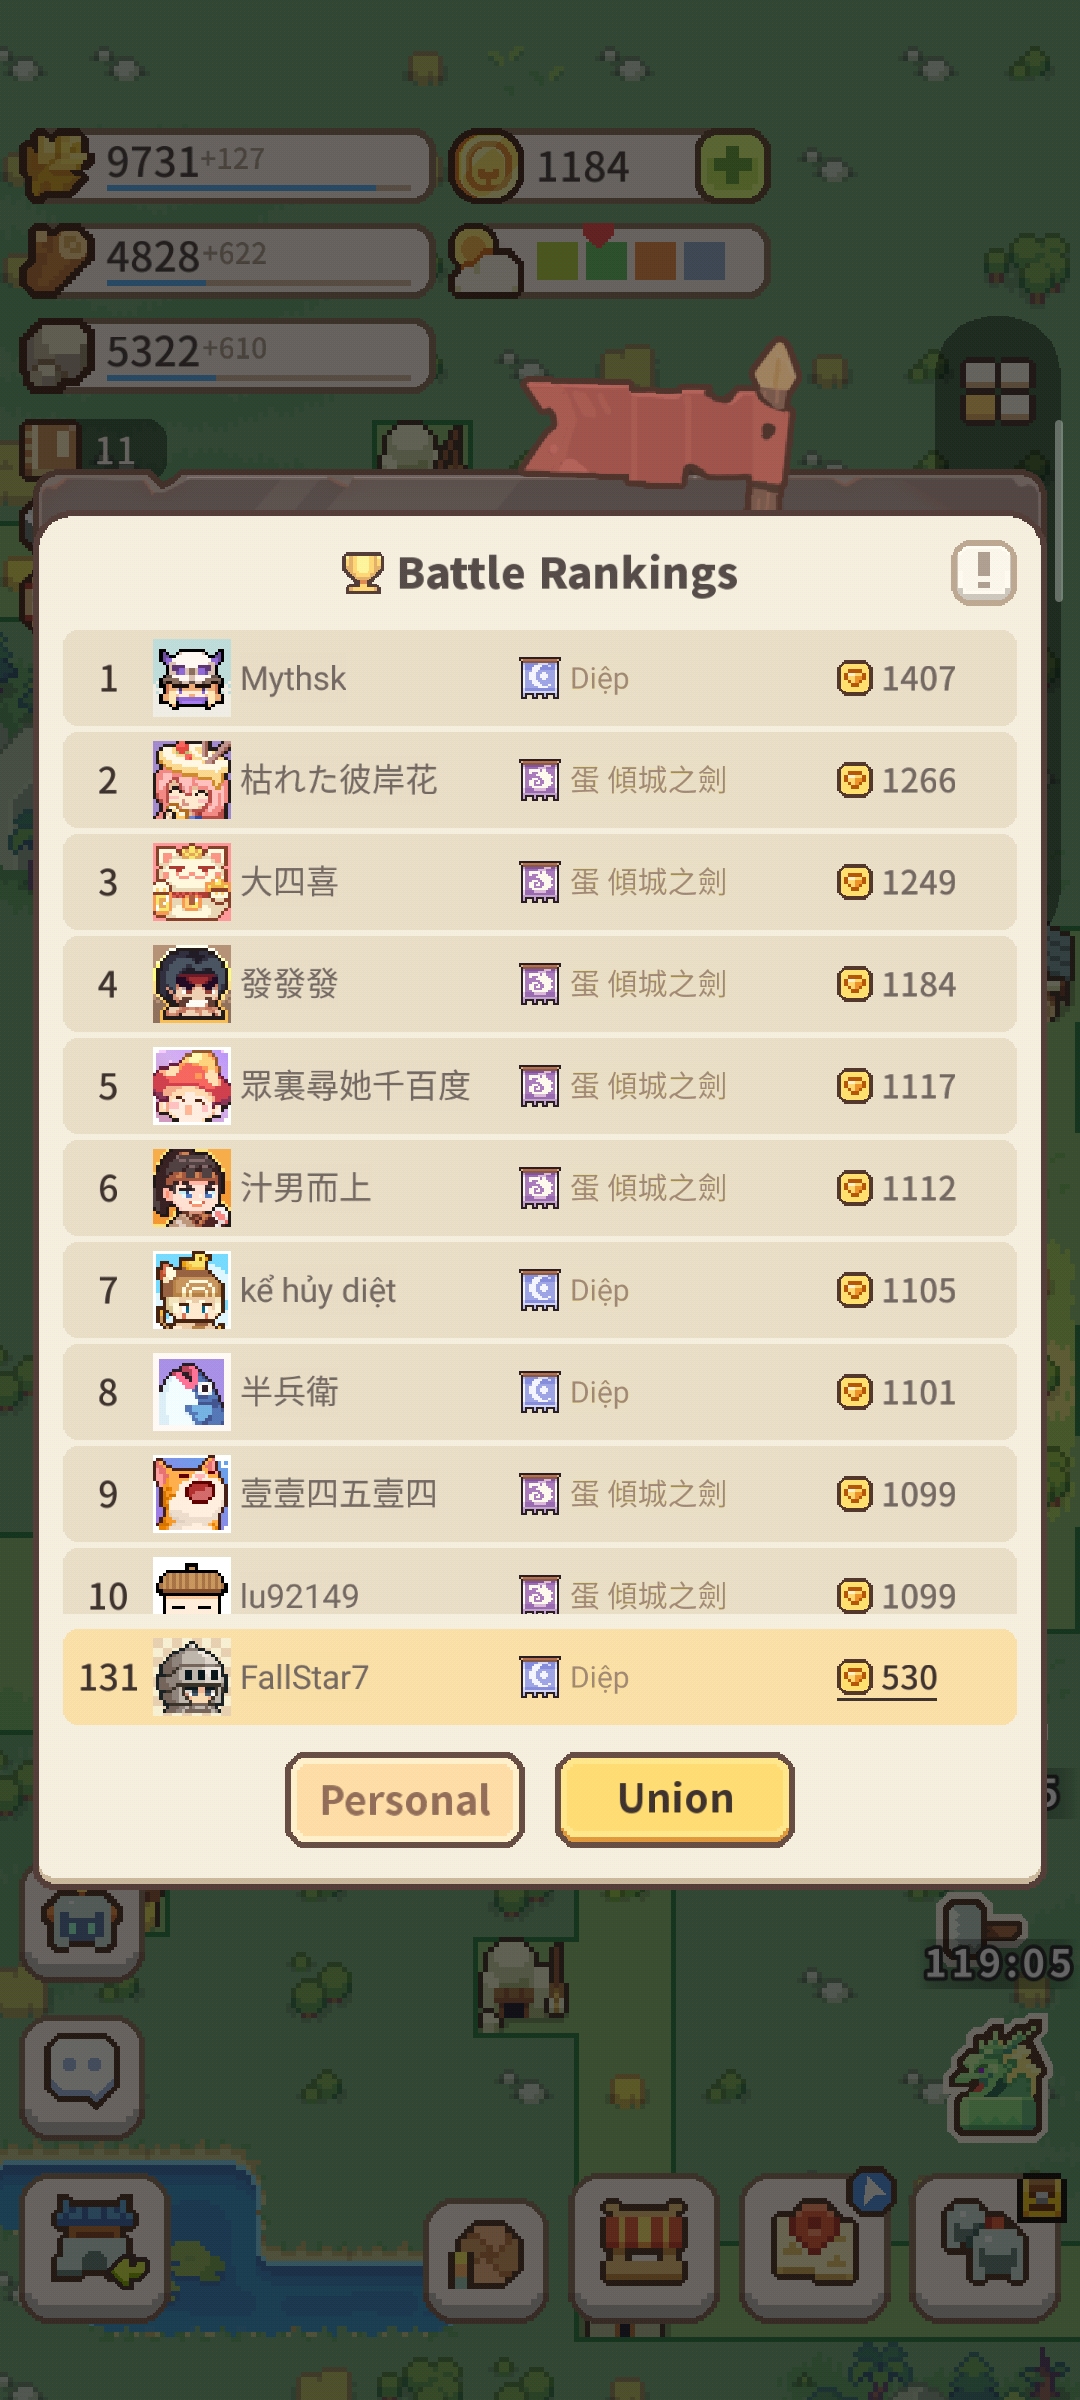 9731+127
1184
4828+622
5322+610
11
Battle Rankings
1 Mythsk Diệp 1407
2 枯れた彼岸花 蛋 傾城之劍 1266
3 大四喜 蛋 傾城之劍 1249
4 發發發 蛋 傾城之劍 1184
5 眾裏尋她千百度 蛋 傾城之劍 1117
6 汁男而上 蛋 傾城之劍 1112
7 kể hủy diệt Diệp 1105
8 半兵衛 Diệp 1101
9 壹壹四五壹四 蛋 傾城之劍 1099
10 lu92149 蛋 傾城之劍 1099
131 FallStar7 Diệp 530
Personal Union
5
119:05